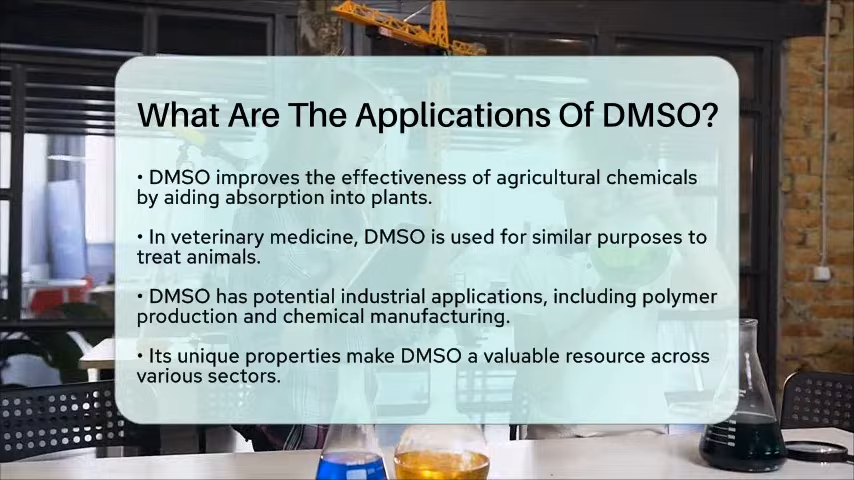 What Are The Applications Of DMSO?
• DMSO improves the effectiveness of agricultural chemicals
by aiding absorption into plants.
• In veterinary medicine, DMSO is used for similar purposes to
treat animals.
• DMSO has potential industrial applications, including polymer
production and chemical manufacturing.
• Its unique properties make DMSO a valuable resource across
various sectors.